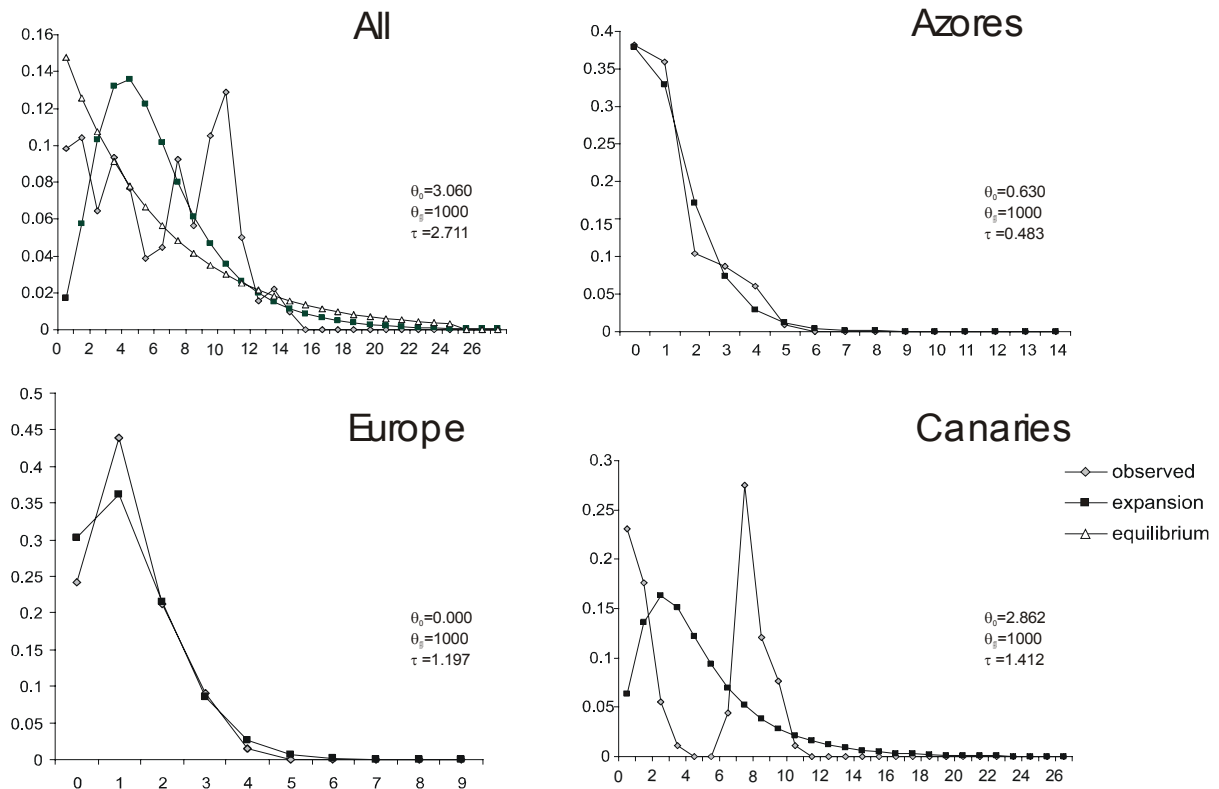 All
0.16
0.14
0.12
0.1
0.08
0.06
0.04
0.02
0
0 2 4 6 8 10 12 14 16 18 20 22 24 26
θ₀=3.060
=1000
τ =2.711
Azores
0.4
0.35
0.3
0.25
0.2
0.15
0.1
0.05
0
0 1 2 3 4 5 6 7 8 9 10 11 12 13 14
θ₀=0.630
=1000
τ =0.483
Europe
0.5
0.45
0.4
0.35
0.3
0.25
0.2
0.15
0.1
0.05
0
0 1 2 3 4 5 6 7 8 9
θ₀=0.000
=1000
τ =1.197
Canaries
0.3
0.25
0.2
0.15
0.1
0.05
0
0 2 4 6 8 10 12 14 16 18 20 22 24 26
θ₀=2.862
=1000
τ =1.412
observed
expansion
equilibrium